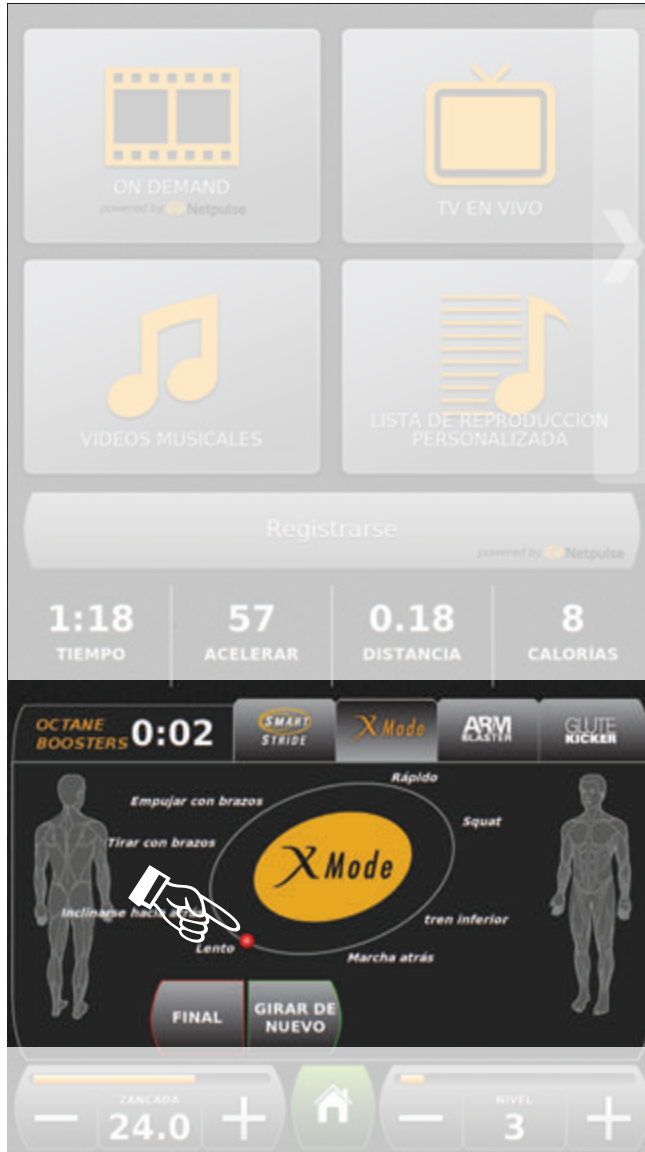 ON DEMAND
powered by Netpulse
TV EN VIVO
VIDEOS MUSICALES
LISTA DE REPRODUCCION
PERSONALIZADA
Registrarse
powered by Netpulse
1:18
TIEMPO
57
ACELERAR
0.18
DISTANCIA
8
CALORÍAS
OCTANE
BOOSTERS 0:02
SMART
STRIDE
X Mode
ARM
BLASTER
GLUTE
KICKER
Rápido
Empujar con brazos
Squat
Tirar con brazos
X Mode
Inclinarse hacia atrás
tren inferior
Lento
Marcha atrás
FINAL
GIRAR DE
NUEVO
ZANCADA
24.0
NIVEL
3